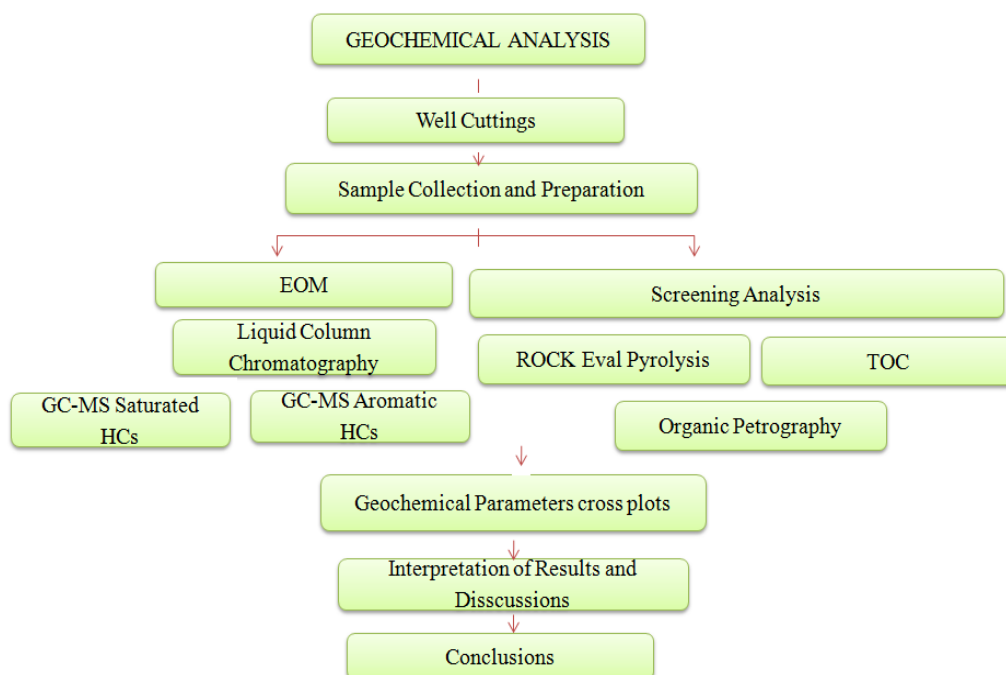 GEOCHEMICAL ANALYSIS
Well Cuttings
Sample Collection and Preparation
EOM
Screening Analysis
Liquid Column
Chromatography
ROCK Eval Pyrolysis
TOC
GC-MS Saturated
HCs
GC-MS Aromatic
HCs
Organic Petrography
Geochemical Parameters cross plots
Interpretation of Results and
Disscussions
Conclusions